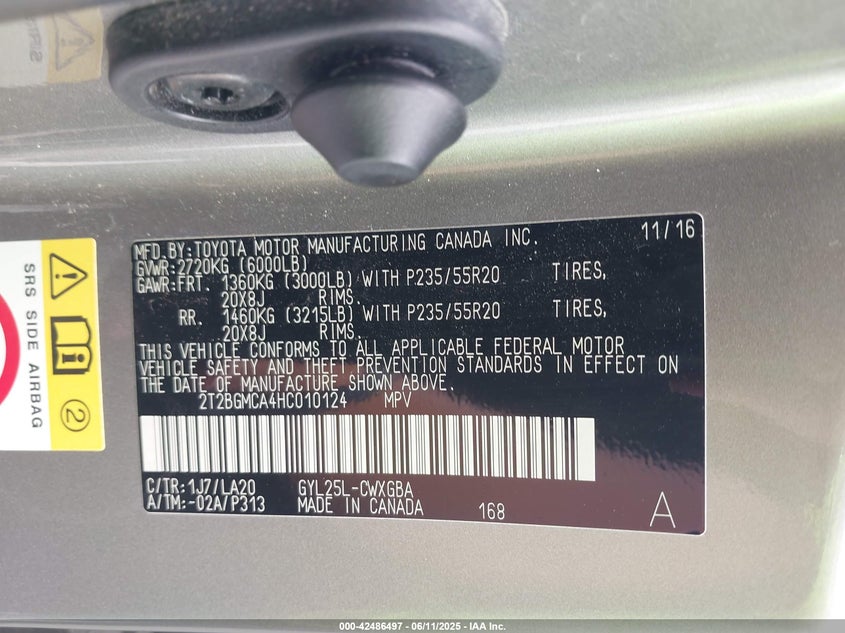 MFD.BY:TOYOTA MOTOR MANUFACTURING CANADA INC. 11/16
GVWR:2720KG (6000LB)
GAWR:FRT. 1360KG (3000LB) WITH P235/55R20 TIRES,
20X8J RIMS.
RR. 1460KG (3215LB) WITH P235/55R20 TIRES,
20X8J RIMS.
THIS VEHICLE CONFORMS TO ALL APPLICABLE FEDERAL MOTOR
VEHICLE SAFETY AND THEFT PREVENTION STANDARDS IN EFFECT ON
THE DATE OF MANUFACTURE SHOWN ABOVE.
2T2BGMCA4HC010124 MPV
C/TR:1J7/LA20 GYL25L-CWXGBA
A/TM:-02A/P313 MADE IN CANADA 168 A
SRS SIDE AIRBAG
2
000-42486497 - 06/11/2025 - IAA Inc.